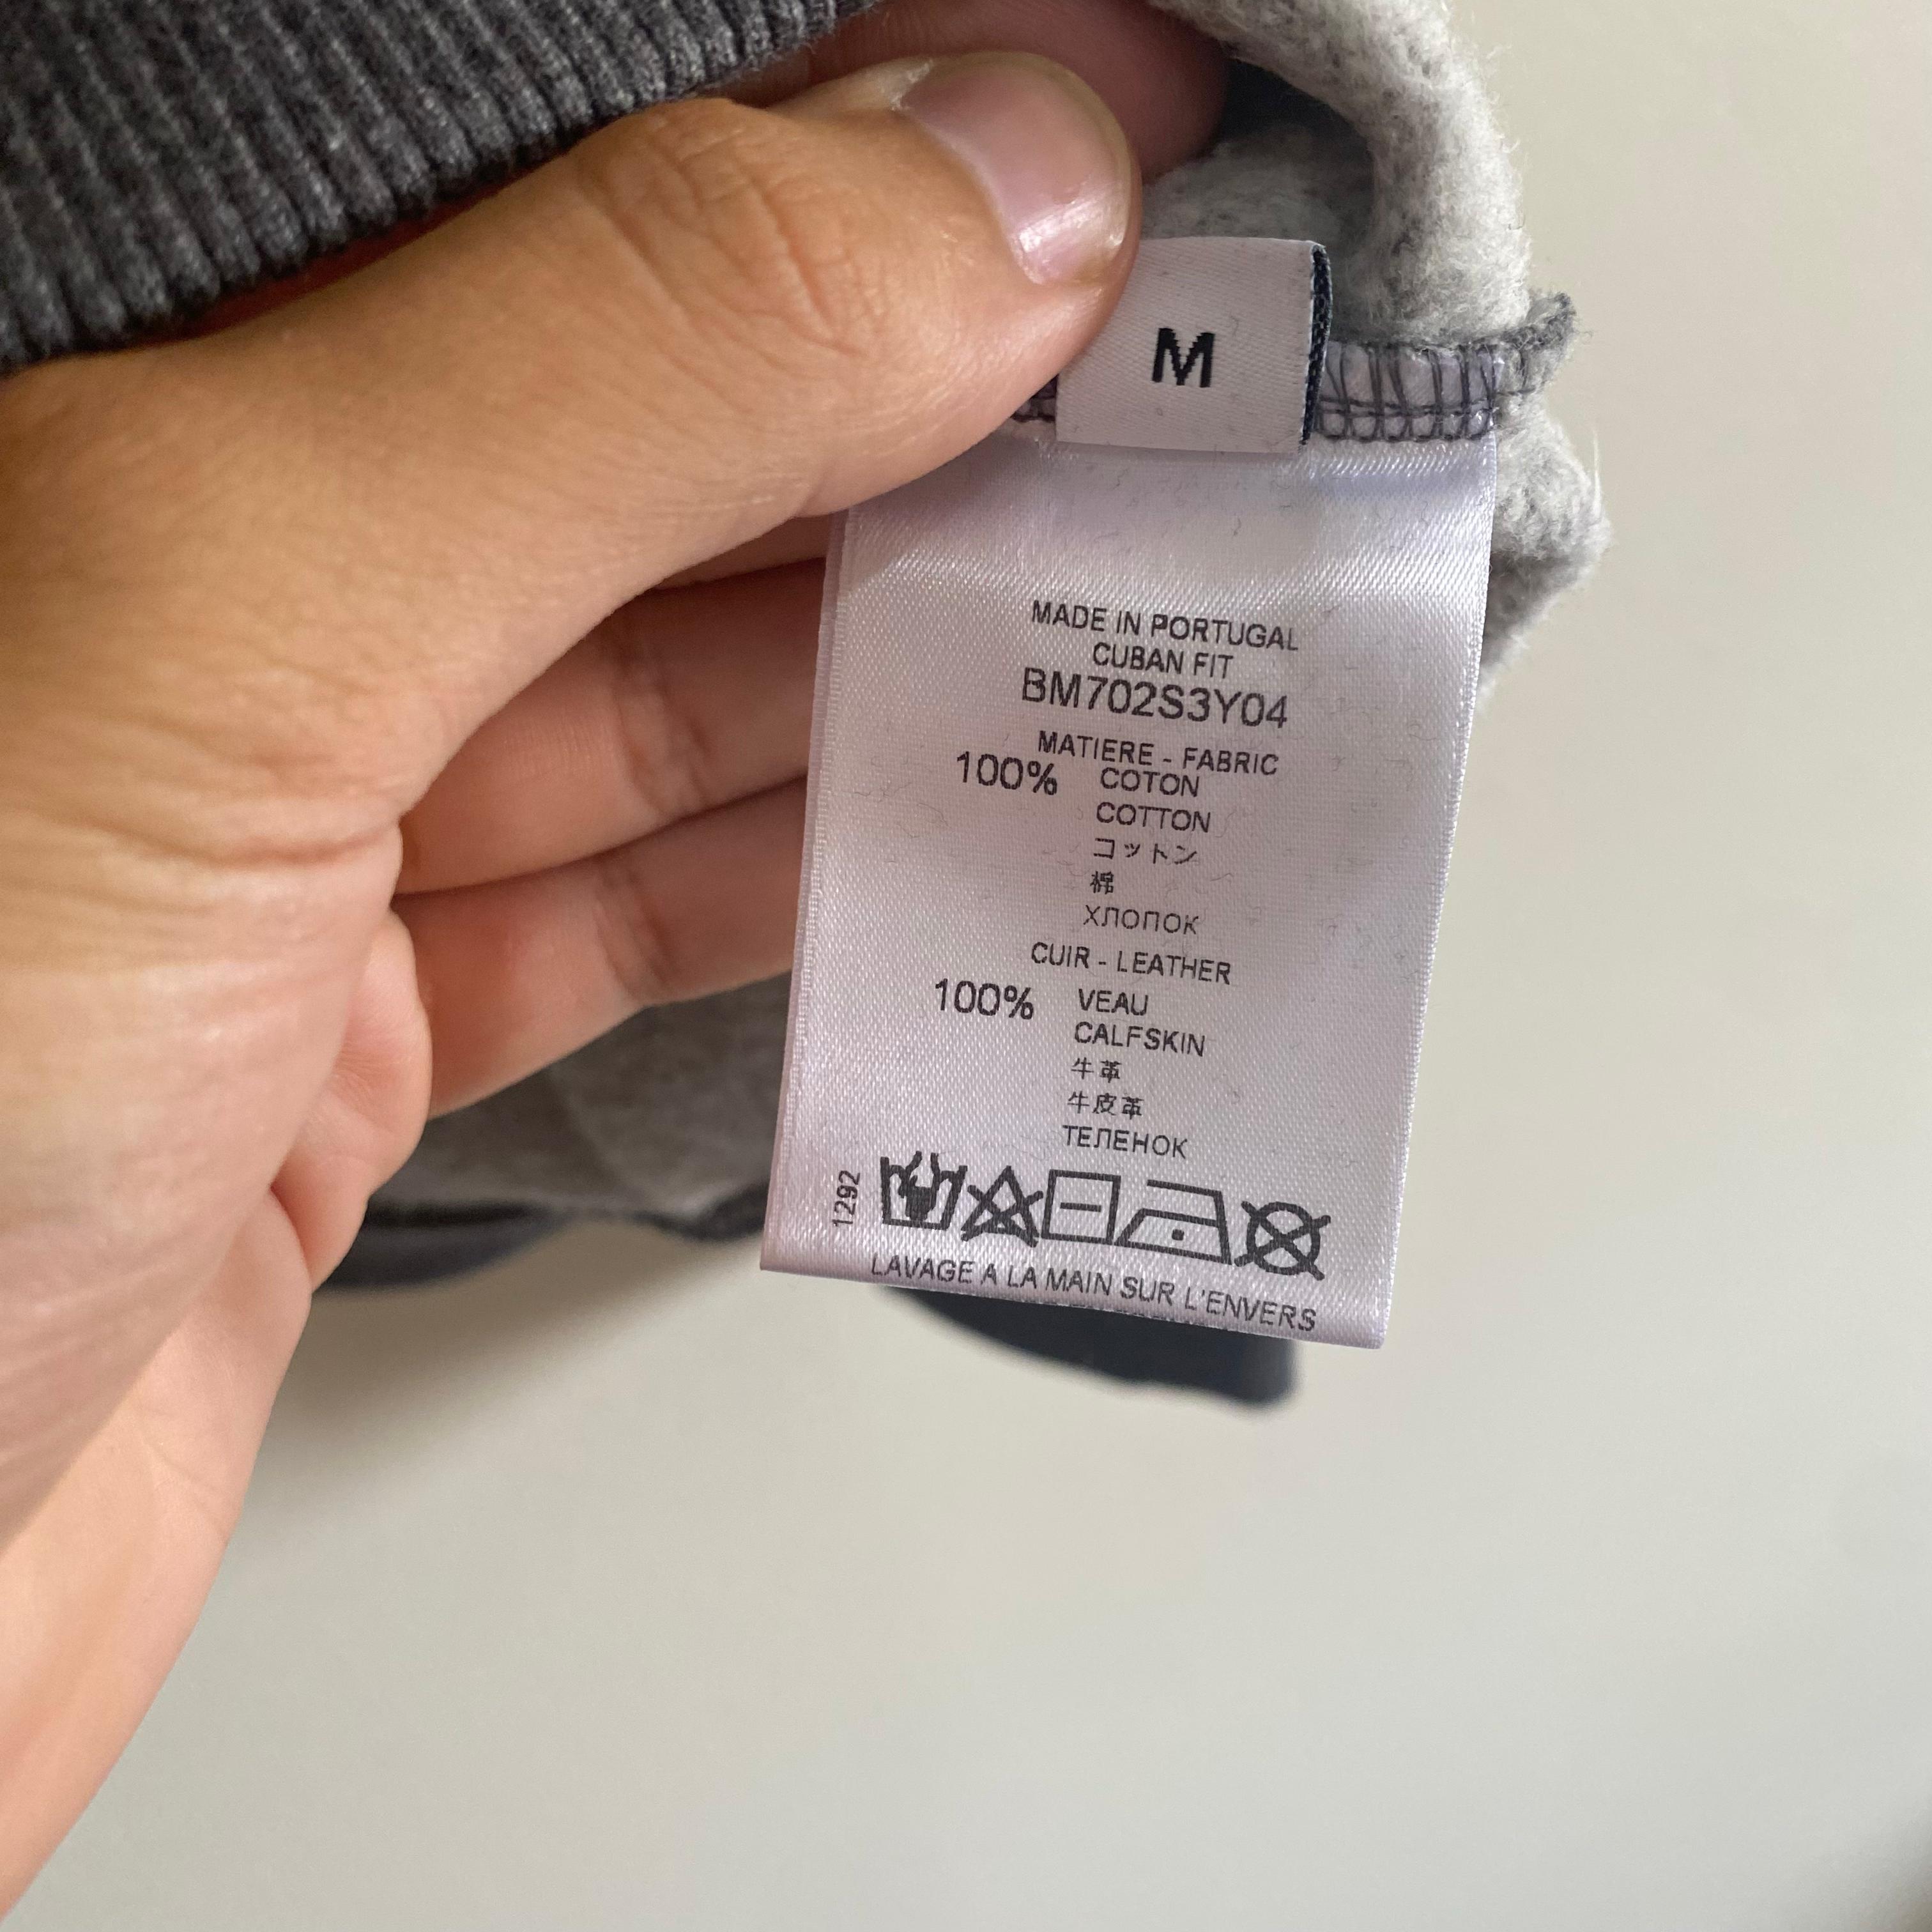 M
MADE IN PORTUGAL
CUBAN FIT
BM702S3Y04
MATIERE - FABRIC
100% COTON
COTTON
コットン
棉
ХЛОПОК
CUIR - LEATHER
100% VEAU
CALFSKIN
牛革
牛皮革
ТЕЛЕНОК
1292
LAVAGE A LA MAIN SUR L'ENVERS